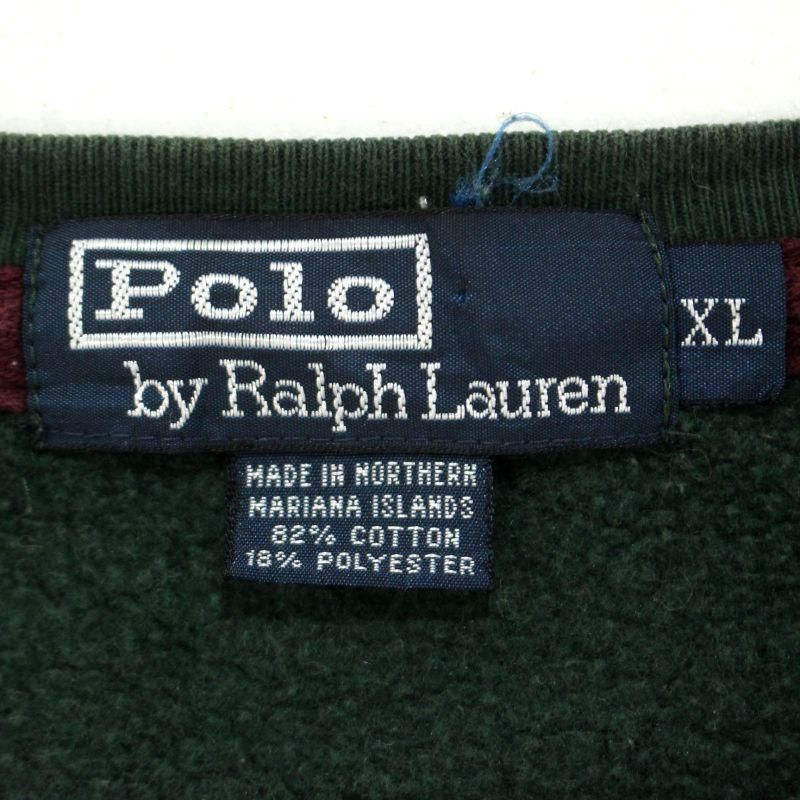 Polo
by Ralph Lauren
XL
MADE IN NORTHERN
MARIANA ISLANDS
82% COTTON
18% POLYESTER